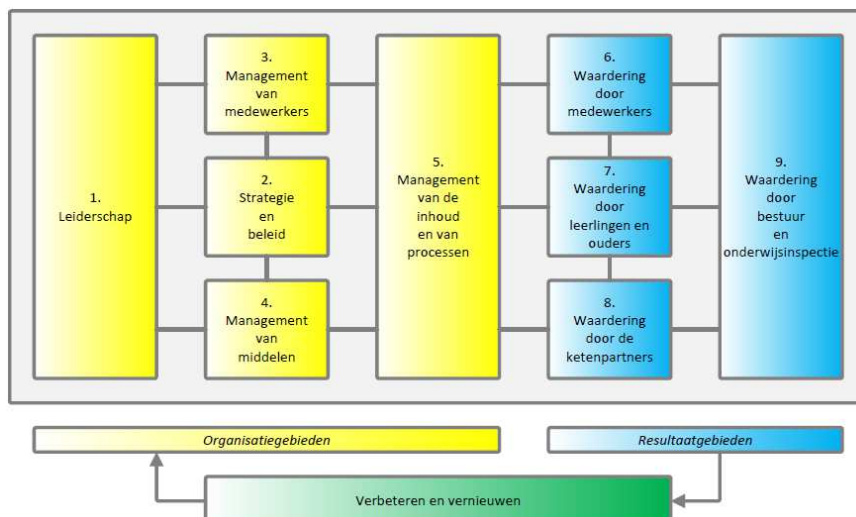 1.
Leiderschap
3.
Management
van
medewerkers
2.
Strategie
en
beleid
4.
Management
van
middelen
5.
Management
van de
inhoud
en van
processen
6.
Waardering
door
medewerkers
7.
Waardering
door
leerlingen en
ouders
8.
Waardering
door de
ketenpartners
9.
Waardering
door
bestuur
en
onderwijsinspectie
Organisatiegebieden
Resultaatgebieden
Verbeteren en vernieuwen